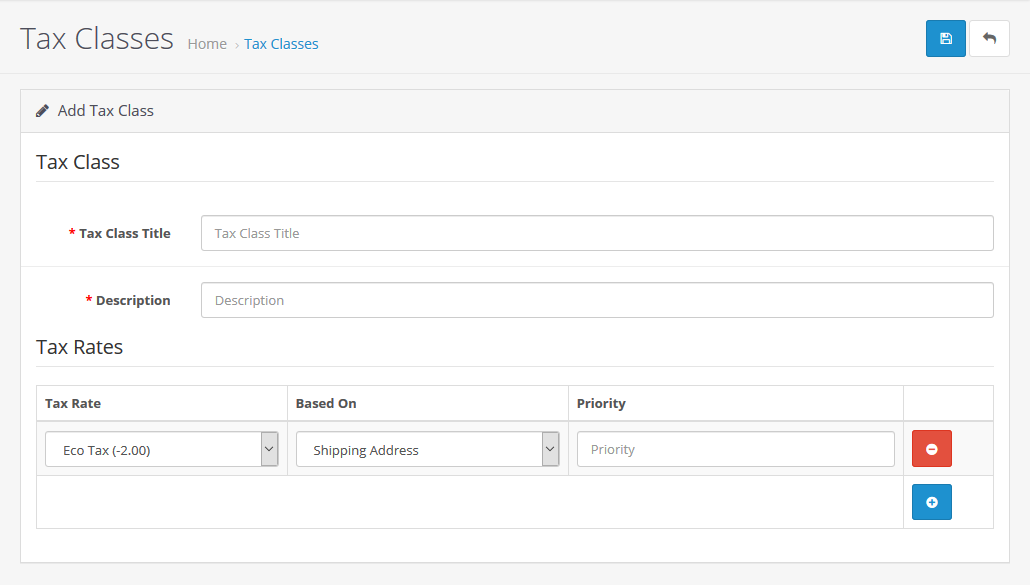 Tax Classes Home › Tax Classes
Add Tax Class
Tax Class
* Tax Class Title Tax Class Title
* Description Description
Tax Rates
Tax Rate Based On Priority
Eco Tax (-2.00) Shipping Address Priority